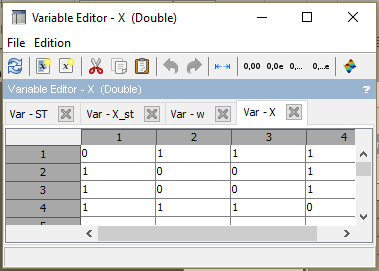 Variable Editor - X (Double)
File Edition
0,00 0,0e 0,... 0,..e
Variable Editor - X (Double) ?
Var - ST Var - X_st Var - w Var - X
1 2 3 4
1 0 1 1 1
2 1 0 0 1
3 1 0 0 1
4 1 1 1 0